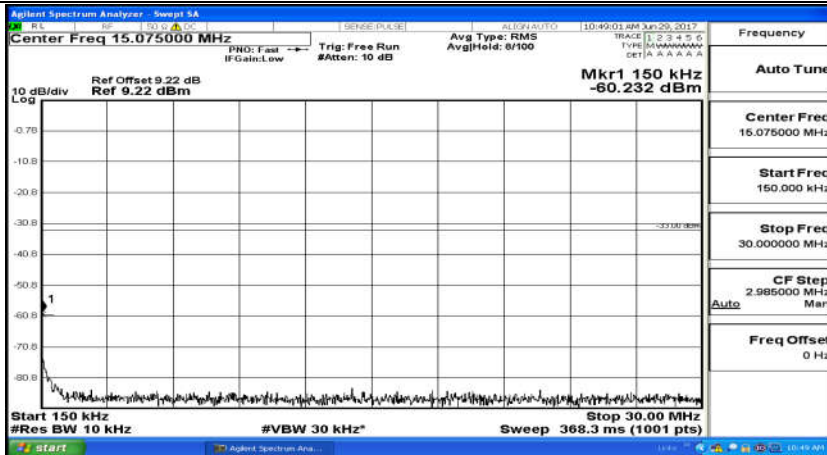 Agilent Spectrum Analyzer - Swept SA
RL RF 50 Ω DC SENSE:PULSE ALIGN AUTO 10:49:01 AM Jun 29, 2017
Center Freq 15.075000 MHz
PNO: Fast
IFGain:Low
Trig: Free Run
#Atten: 10 dB
Avg Type: RMS
Avg|Hold: 8/100
TRACE 1 2 3 4 5 6
TYPE M
DET A A A A A A
Mkr1 150 kHz
-60.232 dBm
Ref Offset 9.22 dB
Ref 9.22 dBm
10 dB/div
Log
-0.78
-10.8
-20.8
-30.8
-33.00 dBm
-40.8
-50.8
1
-60.8
-70.8
-80.8
Start 150 kHz
Stop 30.00 MHz
#Res BW 10 kHz
#VBW 30 kHz*
Sweep 368.3 ms (1001 pts)
Frequency
Auto Tune
Center Freq
15.075000 MHz
Start Freq
150.000 kHz
Stop Freq
30.000000 MHz
CF Step
2.985000 MHz
Auto Man
Freq Offset
0 Hz
start
Agilent Spectrum Ana...
10:49 AM